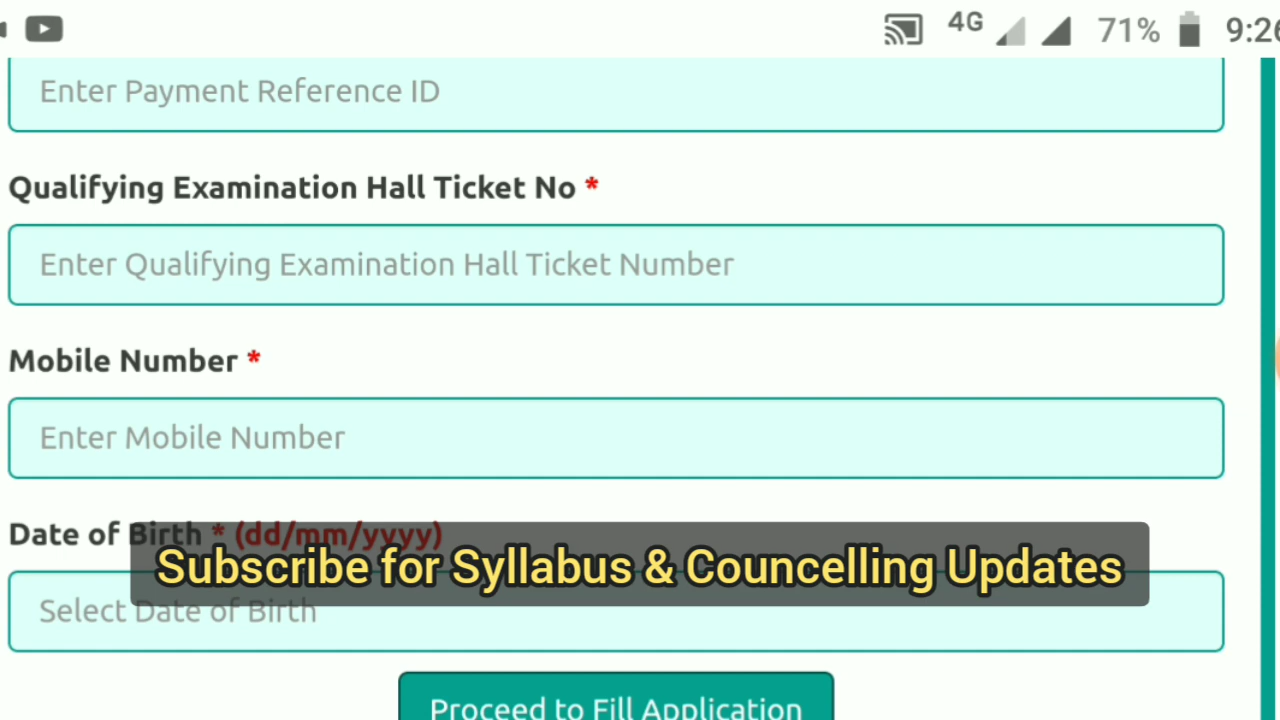 4G 71% 9:26
Enter Payment Reference ID
Qualifying Examination Hall Ticket No *
Enter Qualifying Examination Hall Ticket Number
Mobile Number *
Enter Mobile Number
Date of Birth * (dd/mm/yyyy)
Subscribe for Syllabus & Councelling Updates
Select Date of Birth
Proceed to Fill Application